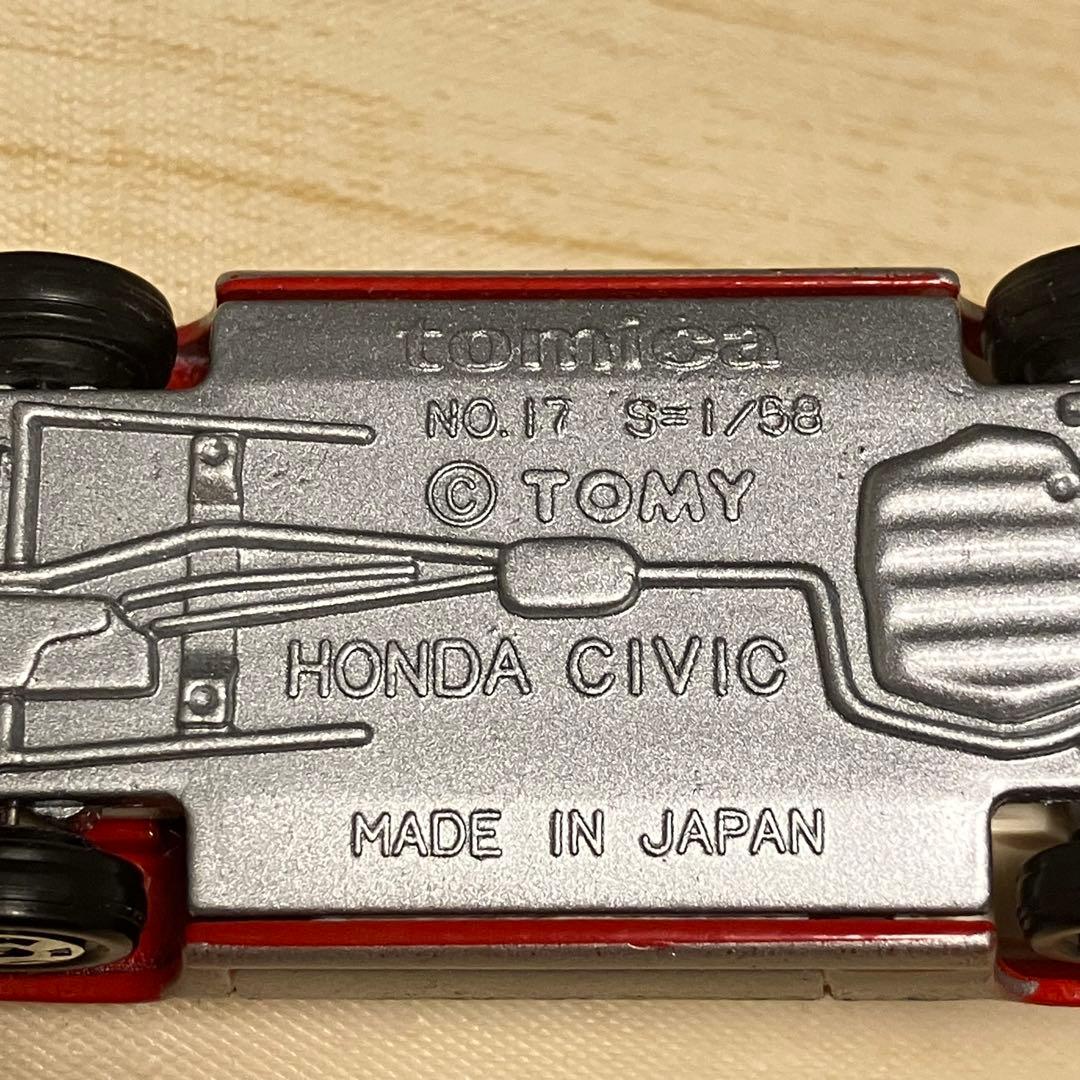 tomica
NO. 17 S=1/58
© TOMY
HONDA CIVIC
MADE IN JAPAN